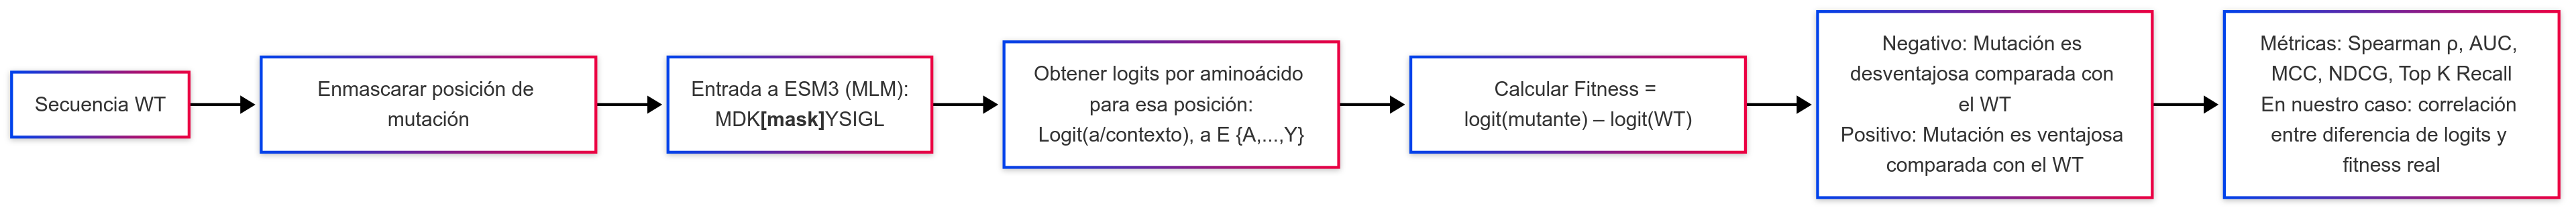 Secuencia WT
Enmascarar posición de
mutación
Entrada a ESM3 (MLM):
MDK[mask]YSIGL
Obtener logits por aminoácido
para esa posición:
Logit(a/contexto), a E {A,...,Y}
Calcular Fitness =
logit(mutante) – logit(WT)
Negativo: Mutación es
desventajosa comparada con
el WT
Positivo: Mutación es ventajosa
comparada con el WT
Métricas: Spearman ρ, AUC,
MCC, NDCG, Top K Recall
En nuestro caso: correlación
entre diferencia de logits y
fitness real